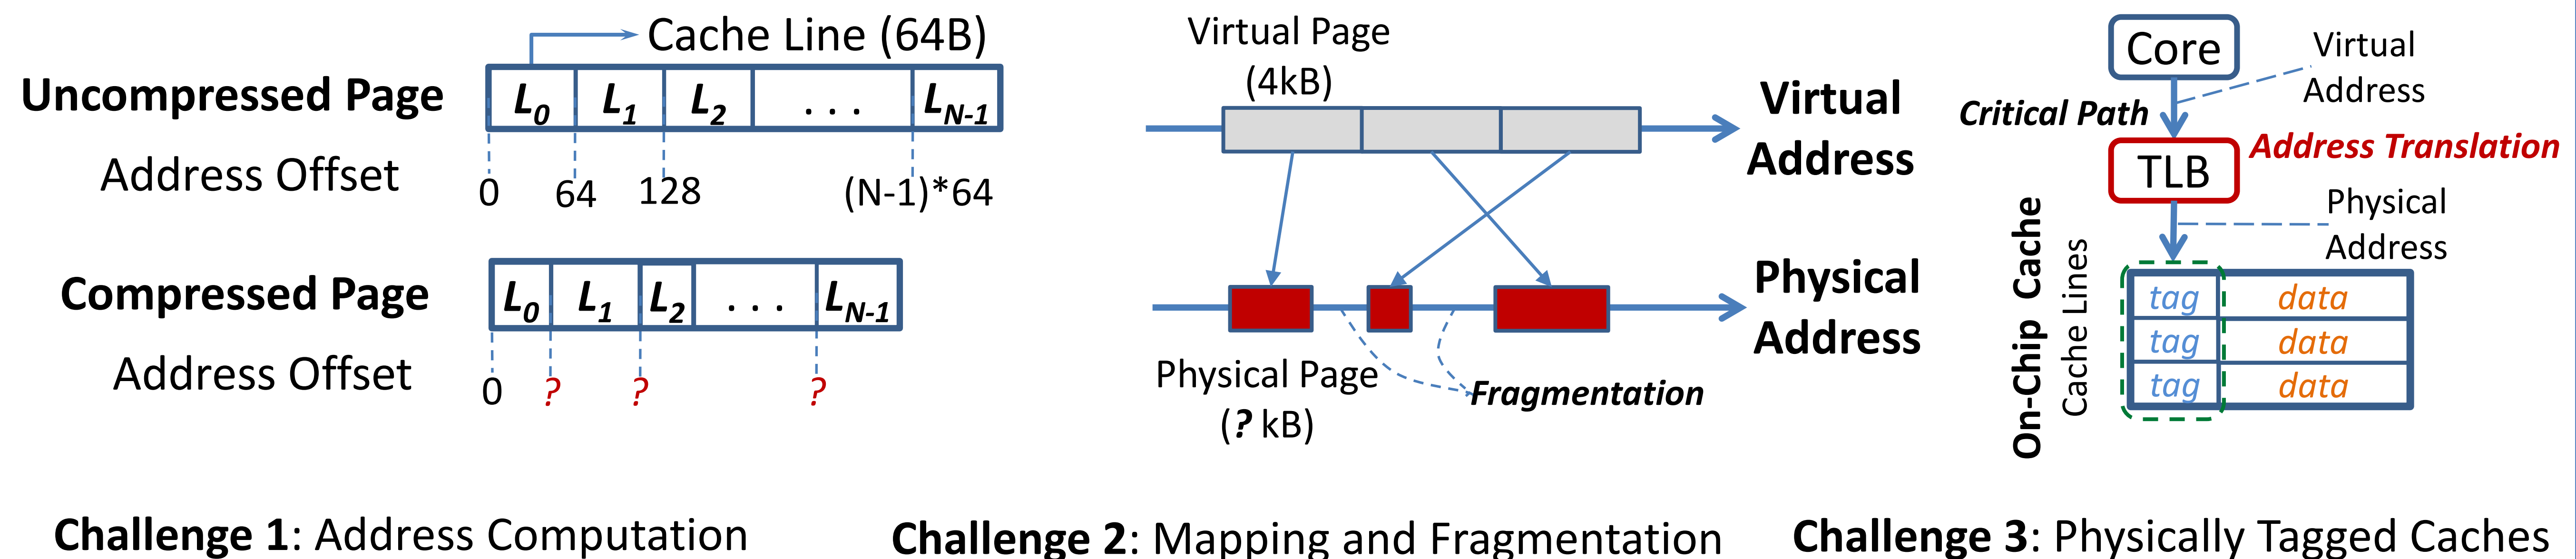 Cache Line (64B)
Uncompressed Page
L0 L1 L2 . . . LN-1
Address Offset
0 64 128 (N-1)*64
Compressed Page
L0 L1 L2 . . . LN-1
Address Offset
0 ? ? ?
Challenge 1: Address Computation
Virtual Page
(4kB)
Virtual
Address
Physical
Address
Physical Page
(? kB)
Fragmentation
Challenge 2: Mapping and Fragmentation
Core
Virtual
Address
Critical Path
TLB
Address Translation
Physical
Address
On-Chip Cache
Cache Lines
tag data
tag data
tag data
Challenge 3: Physically Tagged Caches